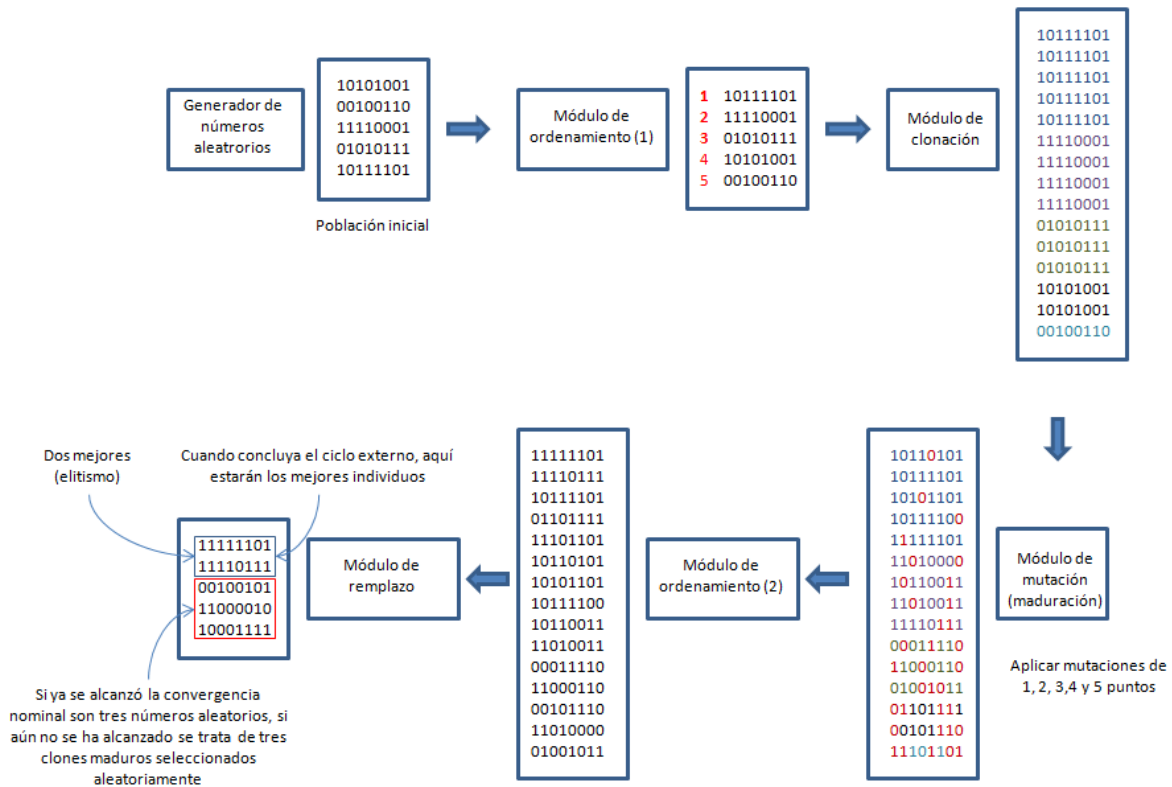 Generador de
números
aleatrorios
10101001
00100110
11110001
01010111
10111101
Población inicial
Módulo de
ordenamiento (1)
1 10111101
2 11110001
3 01010111
4 10101001
5 00100110
Módulo de
clonación
10111101
10111101
10111101
10111101
10111101
11110001
11110001
11110001
11110001
01010111
01010111
01010111
10101001
10101001
00100110
Dos mejores
(elitismo)
Cuando concluya el ciclo externo, aquí
estarán los mejores individuos
11111101
11110111
00100101
11000010
10001111
Si ya se alcanzó la convergencia
nominal son tres números aleatorios, si
aún no se ha alcanzado se trata de tres
clones maduros seleccionados
aleatoriamente
Módulo de
remplazo
11111101
11110111
10111101
01101111
11101101
10110101
10101101
10111100
10110011
11010011
00011110
11000110
00101110
11010000
01001011
Módulo de
ordenamiento (2)
10110101
10111101
10101101
10111100
11111101
11010000
10110011
11010011
11110111
00011110
11000110
01001011
01101111
00101110
11101101
Módulo de
mutación
(maduración)
Aplicar mutaciones de
1, 2, 3,4 y 5 puntos